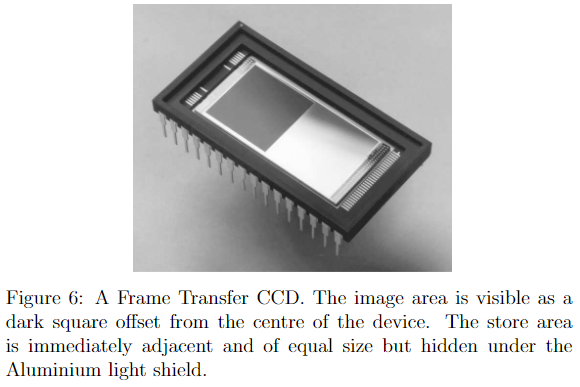 Figure 6: A Frame Transfer CCD. The image area is visible as a
dark square offset from the centre of the device. The store area
is immediately adjacent and of equal size but hidden under the
Aluminium light shield.